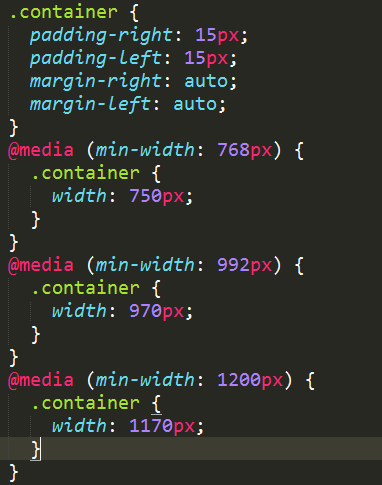 .container {
  padding-right: 15px;
  padding-left: 15px;
  margin-right: auto;
  margin-left: auto;
}
@media (min-width: 768px) {
  .container {
    width: 750px;
  }
}
@media (min-width: 992px) {
  .container {
    width: 970px;
  }
}
@media (min-width: 1200px) {
  .container {
    width: 1170px;
  }
}